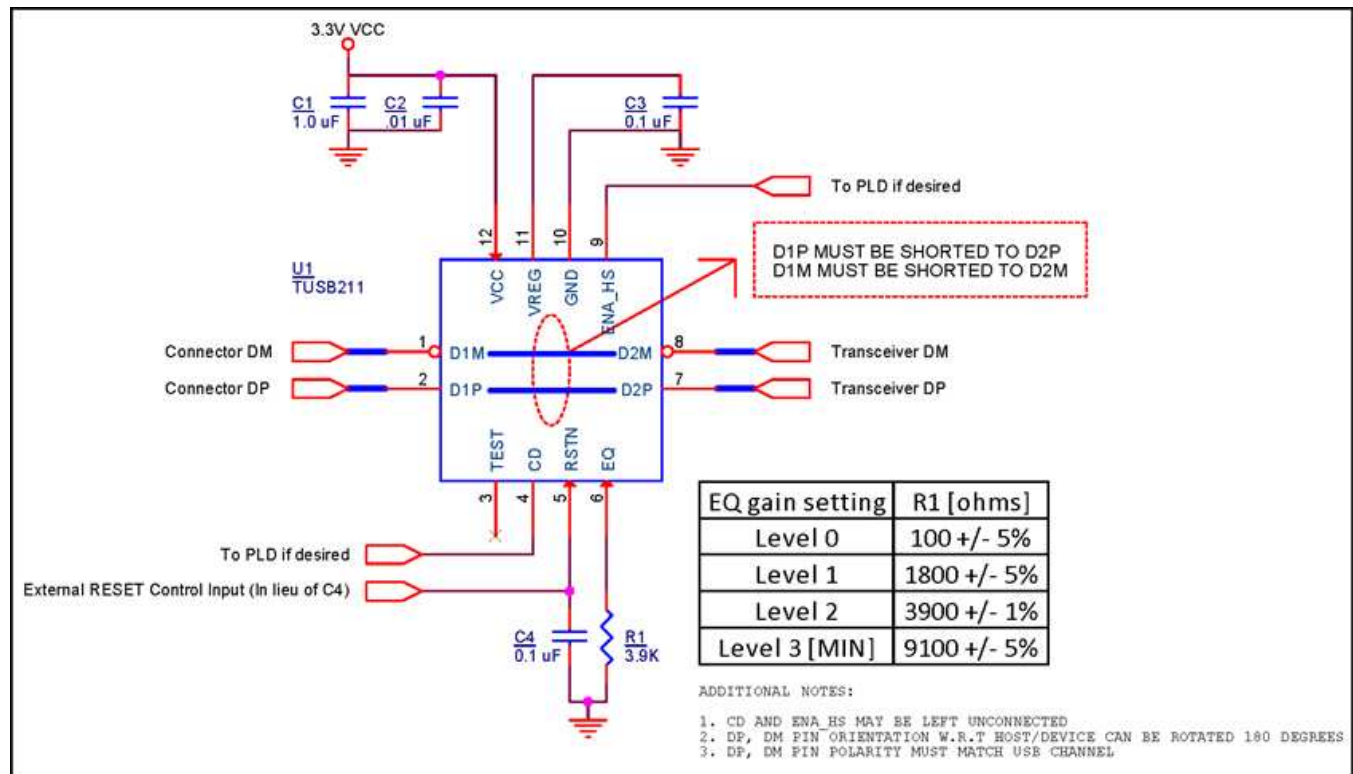 3.3V VCC
C1
1.0 uF
C2
.01 uF
C3
0.1 uF
To PLD if desired
12
11
10
9
D1P MUST BE SHORTED TO D2P
D1M MUST BE SHORTED TO D2M
U1
TUSB211
VCC
VREG
GND
ENA_HS
Connector DM
1
D1M
D2M
8
Transceiver DM
Connector DP
2
D1P
D2P
7
Transceiver DP
TEST
CD
RSTN
EQ
3
4
5
6
To PLD if desired
External RESET Control Input (In lieu of C4)
C4
0.1 uF
R1
3.9K
EQ gain setting R1 [ohms]
Level 0 100 +/- 5%
Level 1 1800 +/- 5%
Level 2 3900 +/- 1%
Level 3 [MIN] 9100 +/- 5%
ADDITIONAL NOTES:
1. CD AND ENA_HS MAY BE LEFT UNCONNECTED
2. DP, DM PIN ORIENTATION W.R.T HOST/DEVICE CAN BE ROTATED 180 DEGREES
3. DP, DM PIN POLARITY MUST MATCH USB CHANNEL